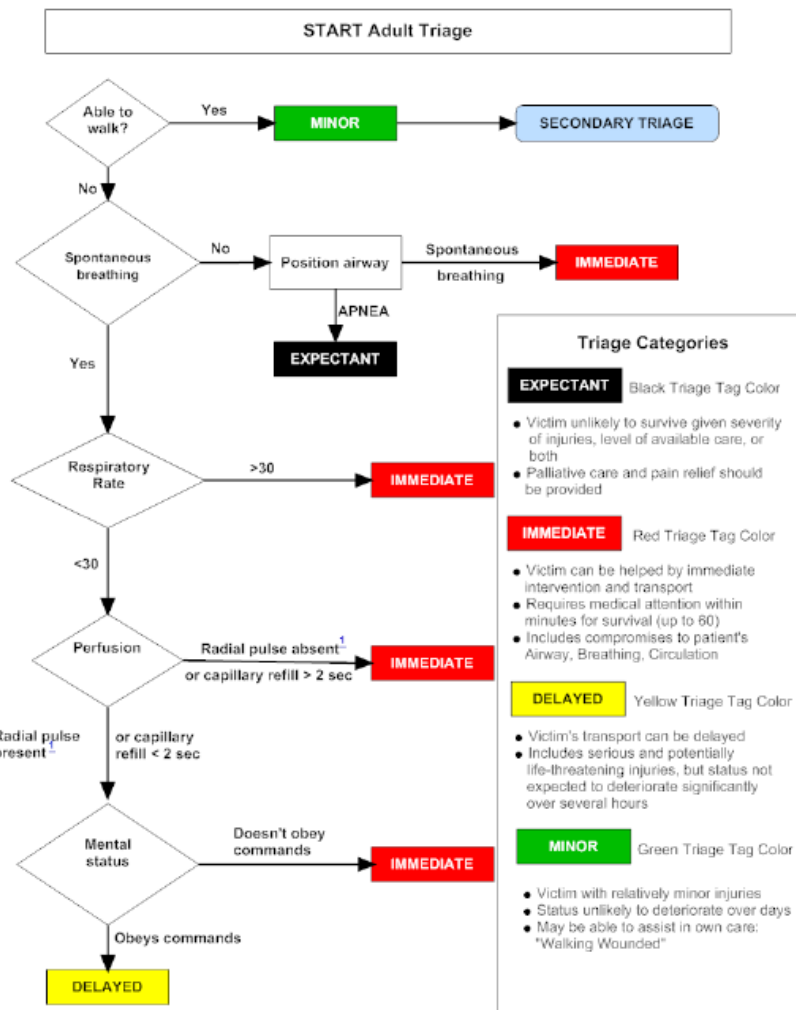 START Adult Triage
Able to
walk?
Yes
MINOR
SECONDARY TRIAGE
No
Spontaneous
breathing
No
Position airway
Spontaneous
breathing
IMMEDIATE
APNEA
EXPECTANT
Yes
Respiratory
Rate
>30
IMMEDIATE
<30
Perfusion
Radial pulse absent1
or capillary refill > 2 sec
IMMEDIATE
Radial pulse
present1
or capillary
refill < 2 sec
Mental
status
Doesn't obey
commands
IMMEDIATE
Obeys commands
DELAYED
Triage Categories
EXPECTANT Black Triage Tag Color
● Victim unlikely to survive given severity
of injuries, level of available care, or
both
● Palliative care and pain relief should
be provided
IMMEDIATE Red Triage Tag Color
● Victim can be helped by immediate
intervention and transport
● Requires medical attention within
minutes for survival (up to 60)
● Includes compromises to patient's
Airway, Breathing, Circulation
DELAYED Yellow Triage Tag Color
● Victim's transport can be delayed
● Includes serious and potentially
life-threatening injuries, but status not
expected to deteriorate significantly
over several hours
MINOR Green Triage Tag Color
● Victim with relatively minor injuries
● Status unlikely to deteriorate over days
● May be able to assist in own care:
"Walking Wounded"